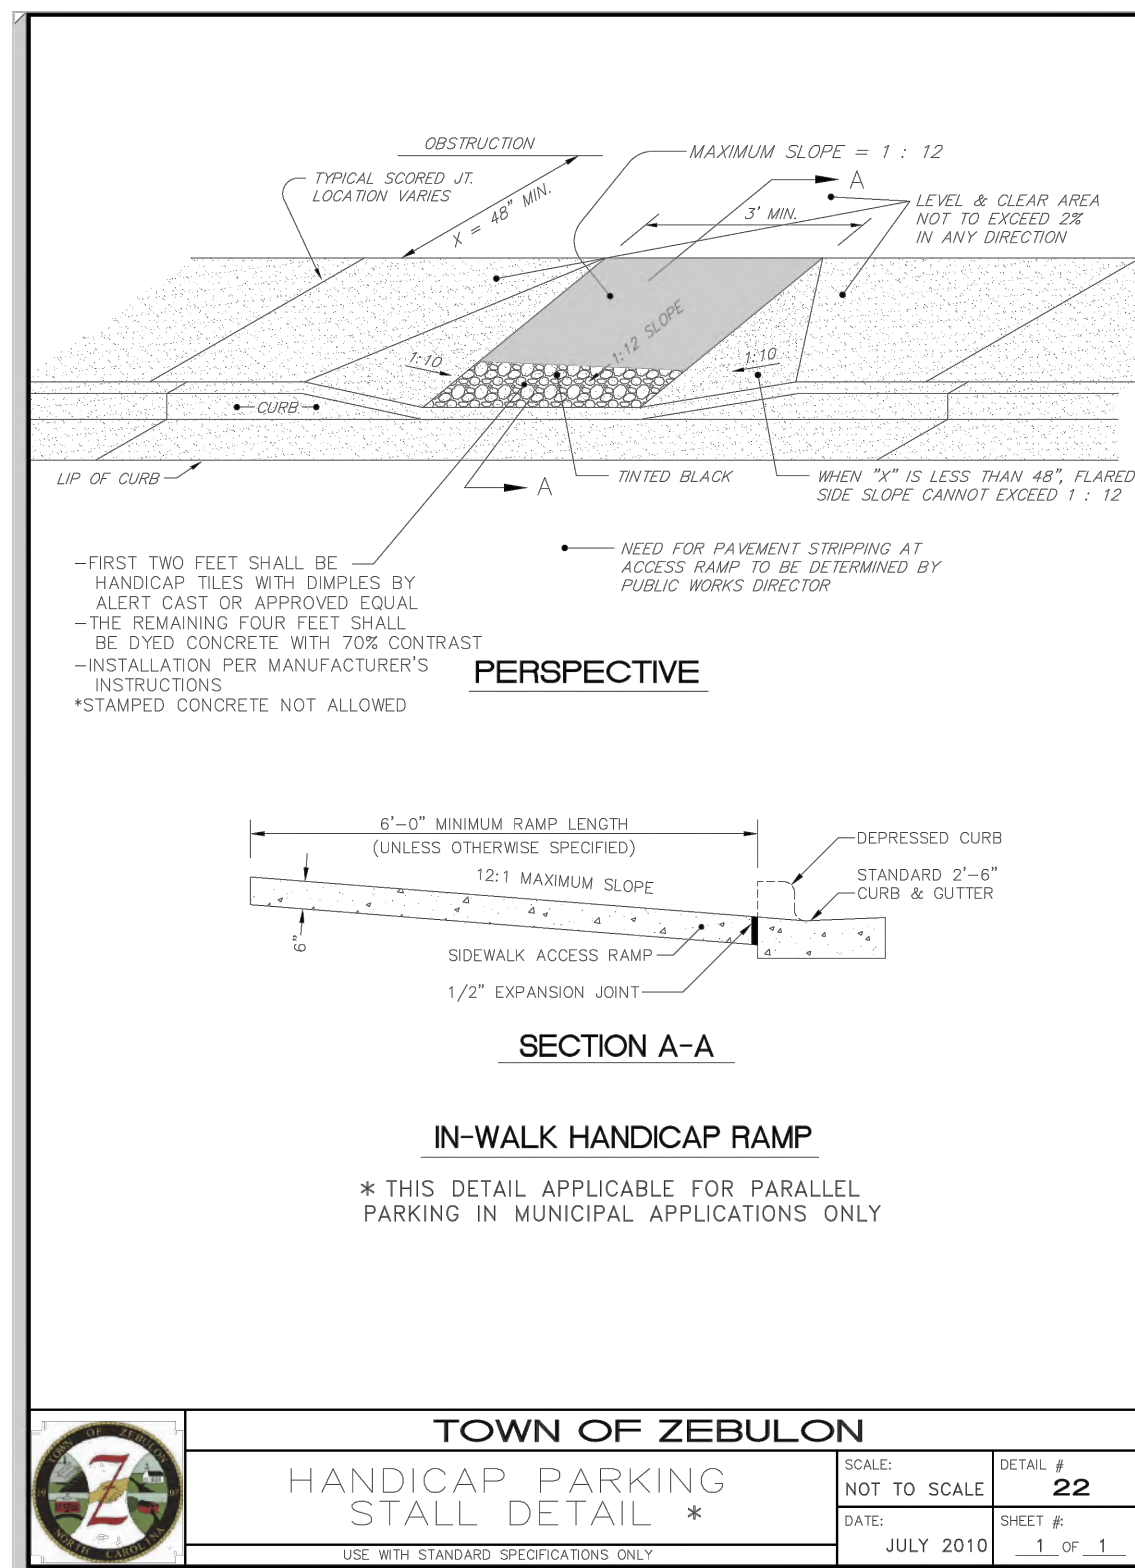 OBSTRUCTION
MAXIMUM SLOPE = 1 : 12
TYPICAL SCORED JT.
LOCATION VARIES
X = 48" MIN.
A
3' MIN.
LEVEL & CLEAR AREA
NOT TO EXCEED 2%
IN ANY DIRECTION
1:12 SLOPE
1:10
1:10
CURB
LIP OF CURB
A
TINTED BLACK
WHEN "X" IS LESS THAN 48", FLARED
SIDE SLOPE CANNOT EXCEED 1 : 12
NEED FOR PAVEMENT STRIPPING AT
ACCESS RAMP TO BE DETERMINED BY
PUBLIC WORKS DIRECTOR
-FIRST TWO FEET SHALL BE
HANDICAP TILES WITH DIMPLES BY
ALERT CAST OR APPROVED EQUAL
-THE REMAINING FOUR FEET SHALL
BE DYED CONCRETE WITH 70% CONTRAST
-INSTALLATION PER MANUFACTURER'S
INSTRUCTIONS
*STAMPED CONCRETE NOT ALLOWED
PERSPECTIVE
6'-0" MINIMUM RAMP LENGTH
(UNLESS OTHERWISE SPECIFIED)
12:1 MAXIMUM SLOPE
DEPRESSED CURB
STANDARD 2'-6"
CURB & GUTTER
6"
SIDEWALK ACCESS RAMP
1/2" EXPANSION JOINT
SECTION A-A
IN-WALK HANDICAP RAMP
* THIS DETAIL APPLICABLE FOR PARALLEL
PARKING IN MUNICIPAL APPLICATIONS ONLY
TOWN OF ZEBULON
19 Z 07
NORTH CAROLINA
TOWN OF ZEBULON
HANDICAP PARKING
STALL DETAIL *
USE WITH STANDARD SPECIFICATIONS ONLY
SCALE:
NOT TO SCALE
DETAIL #
22
DATE:
JULY 2010
SHEET #:
1 OF 1